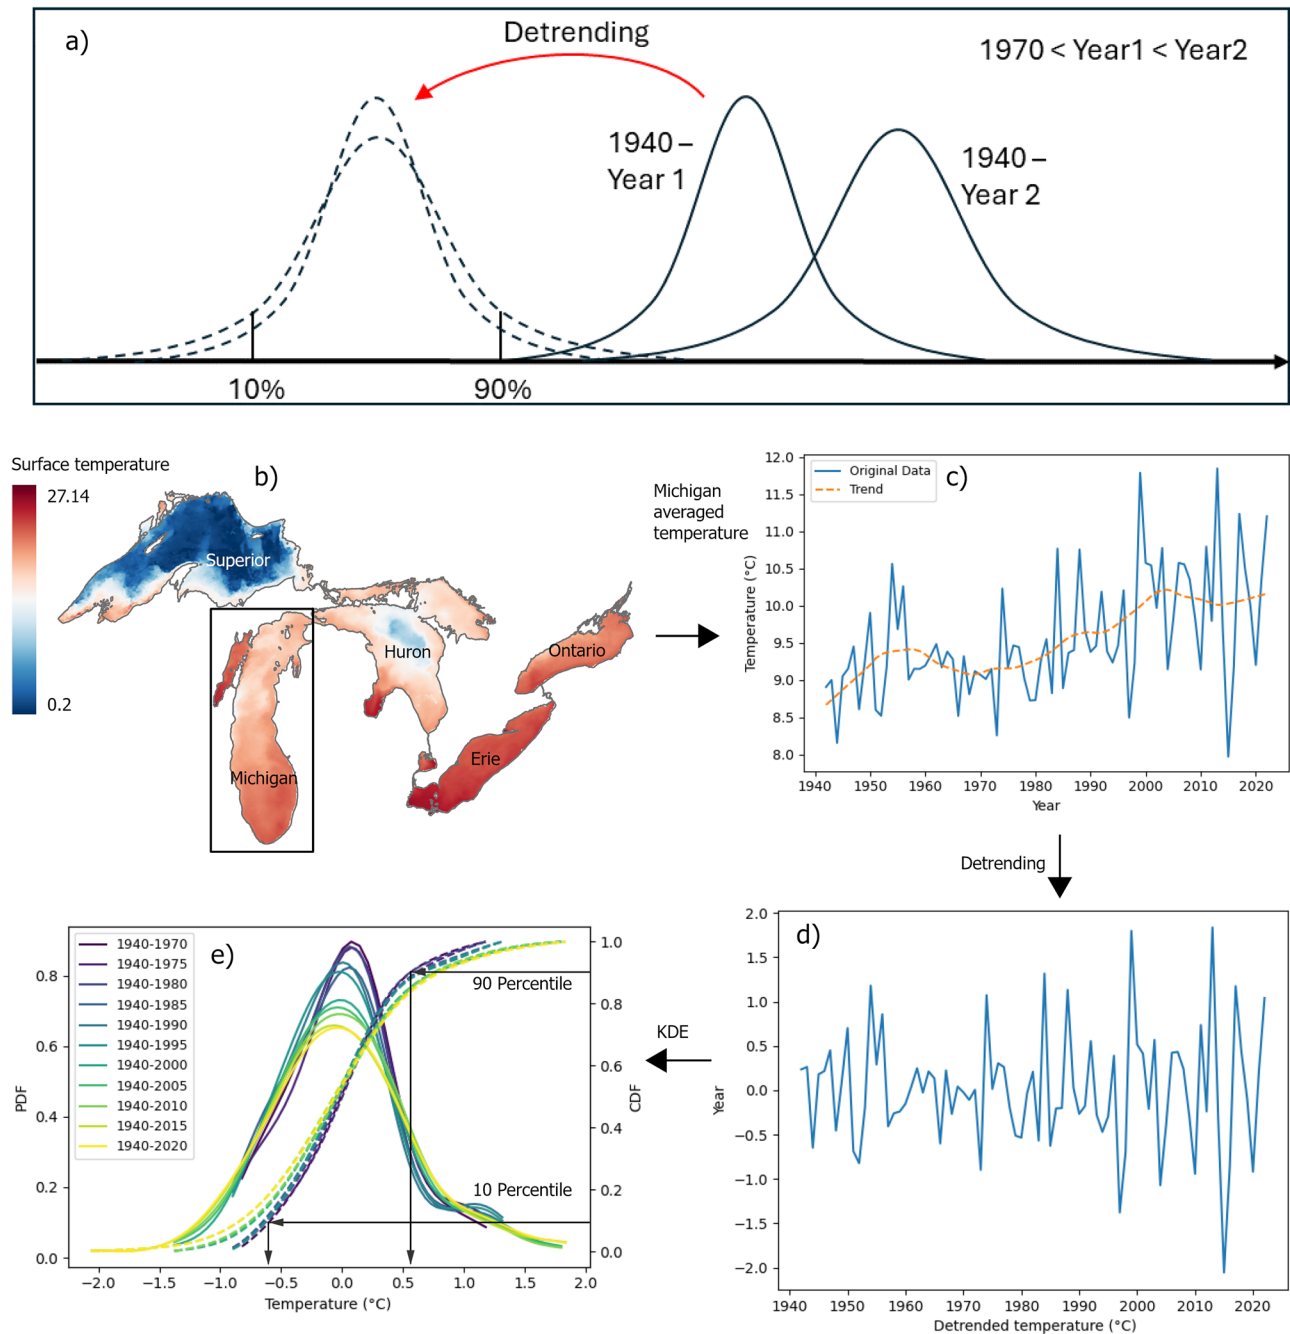 a)
Detrending
1970 < Year1 < Year2
1940 –
Year 1
1940 –
Year 2
10%
90%
Surface temperature
27.14
0.2
b)
Superior
Huron
Ontario
Erie
Michigan
Michigan
averaged
temperature
c)
Original Data
Trend
12.0
11.5
11.0
10.5
10.0
9.5
9.0
8.5
8.0
Temperature (°C)
1940 1950 1960 1970 1980 1990 2000 2010 2020
Year
Detrending
d)
2.0
1.5
1.0
0.5
0.0
−0.5
−1.0
−1.5
−2.0
Year
1940 1950 1960 1970 1980 1990 2000 2010 2020
Detrended temperature (°C)
KDE
e)
1940-1970
1940-1975
1940-1980
1940-1985
1940-1990
1940-1995
1940-2000
1940-2005
1940-2010
1940-2015
1940-2020
90 Percentile
10 Percentile
0.8
0.6
0.4
0.2
0.0
PDF
1.0
0.8
0.6
0.4
0.2
0.0
CDF
−2.0 −1.5 −1.0 −0.5 0.0 0.5 1.0 1.5 2.0
Temperature (°C)